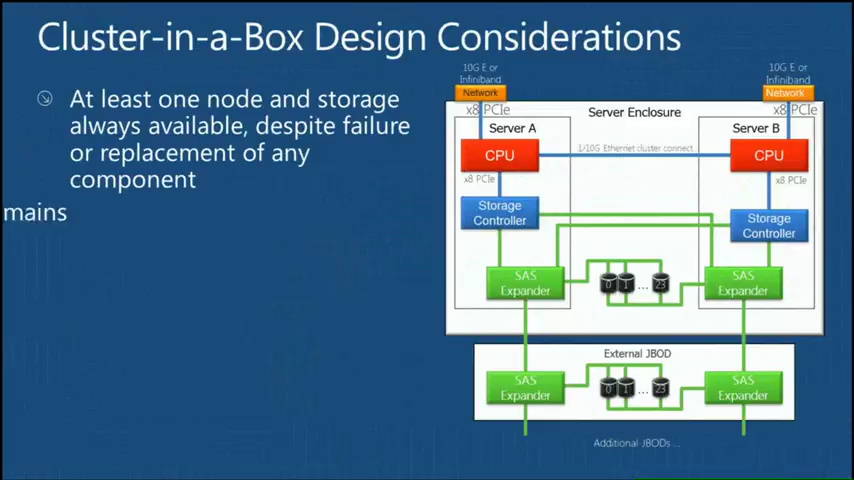 Cluster-in-a-Box Design Considerations
At least one node and storage
always available, despite failure
or replacement of any
component
mains
10G E or
Infiniband
Network
x8 PCIe
10G E or
Infiniband
Network
x8 PCIe
Server Enclosure
Server A
Server B
CPU
1/10G Ethernet cluster connect
CPU
x8 PCIe
x8 PCIe
Storage
Controller
Storage
Controller
SAS
Expander
0 1 ... 23
SAS
Expander
External JBOD
SAS
Expander
0 1 ... 23
SAS
Expander
Additional JBODs ...